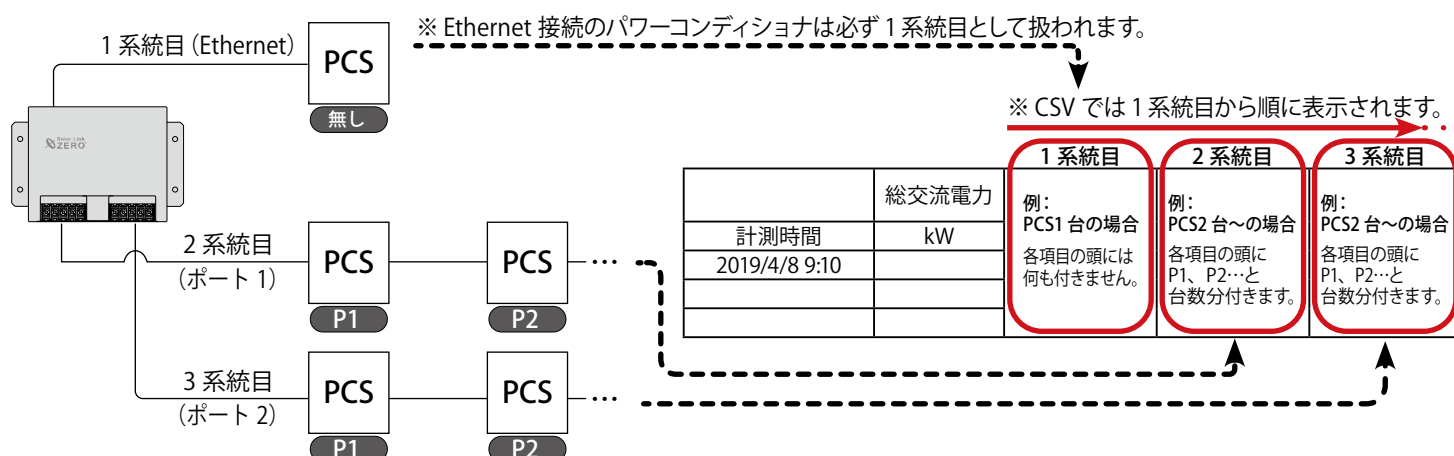 ※ Ethernet 接続のパワーコンディショナは必ず 1 系統目として扱われます。
1 系統目 (Ethernet)
PCS
無し
※ CSV では 1 系統目から順に表示されます。
Solar Link
ZERO
1 系統目
2 系統目
3 系統目
総交流電力
計測時間
kW
2019/4/8 9:10
例：
PCS1 台の場合
各項目の頭には
何も付きません。
例：
PCS2 台～の場合
各項目の頭に
P1、P2…と
台数分付きます。
例：
PCS2 台～の場合
各項目の頭に
P1、P2…と
台数分付きます。
2 系統目
(ポート 1)
PCS
P1
PCS
P2
…
3 系統目
(ポート 2)
PCS
P1
PCS
P2
…